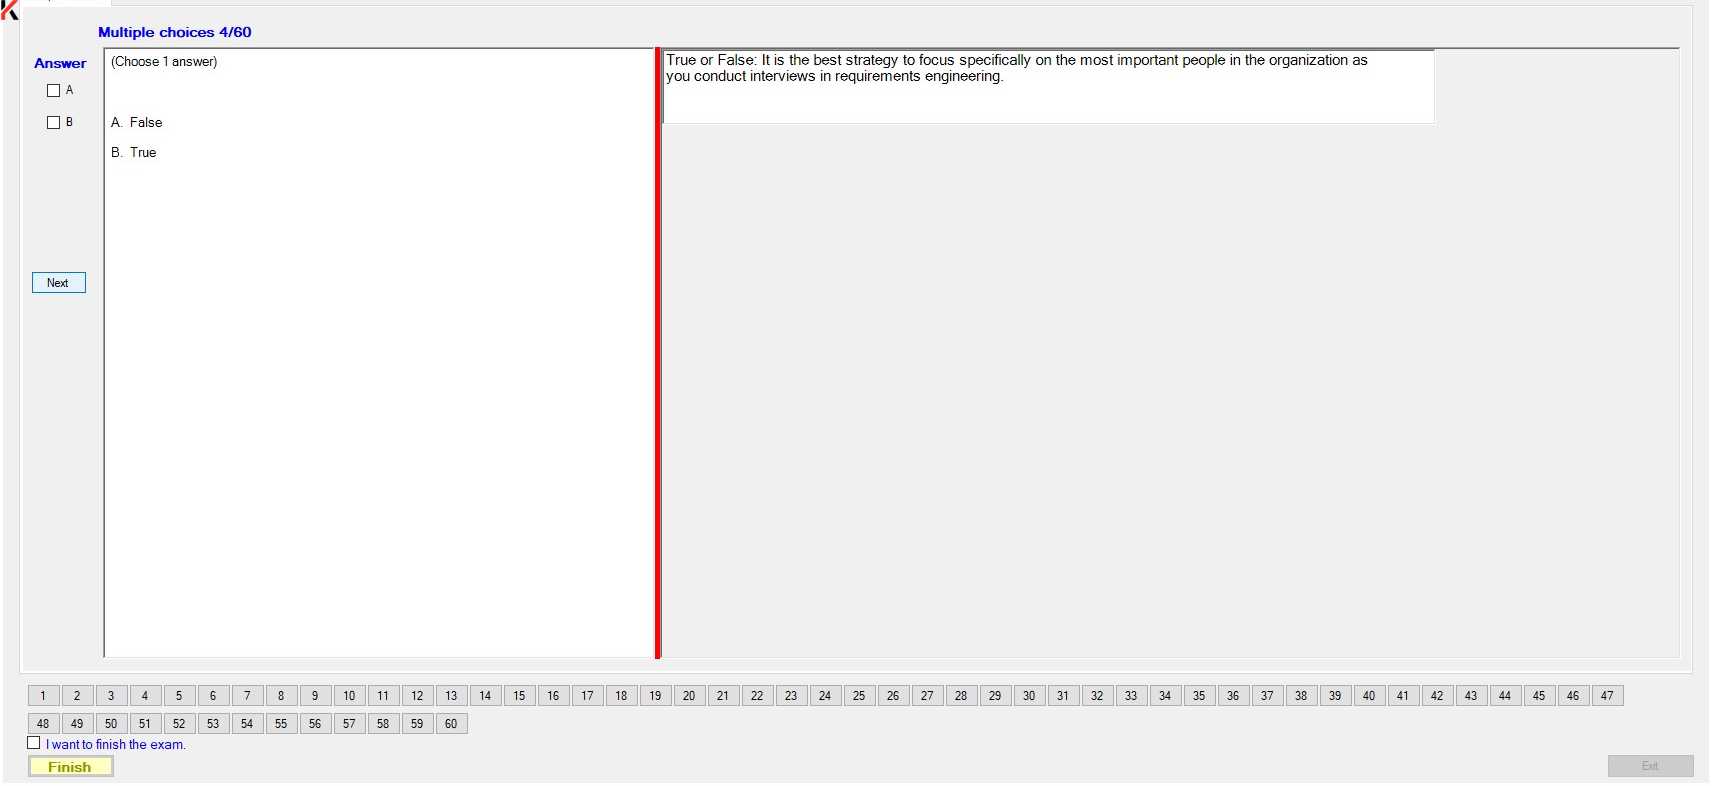 Multiple choices 4/60
Answer
A
B
Next
(Choose 1 answer)
A. False
B. True
True or False: It is the best strategy to focus specifically on the most important people in the organization as
you conduct interviews in requirements engineering.
1 2 3 4 5 6 7 8 9 10 11 12 13 14 15 16 17 18 19 20 21 22 23 24 25 26 27 28 29 30 31 32 33 34 35 36 37 38 39 40 41 42 43 44 45 46 47
48 49 50 51 52 53 54 55 56 57 58 59 60
I want to finish the exam.
Finish
Exit